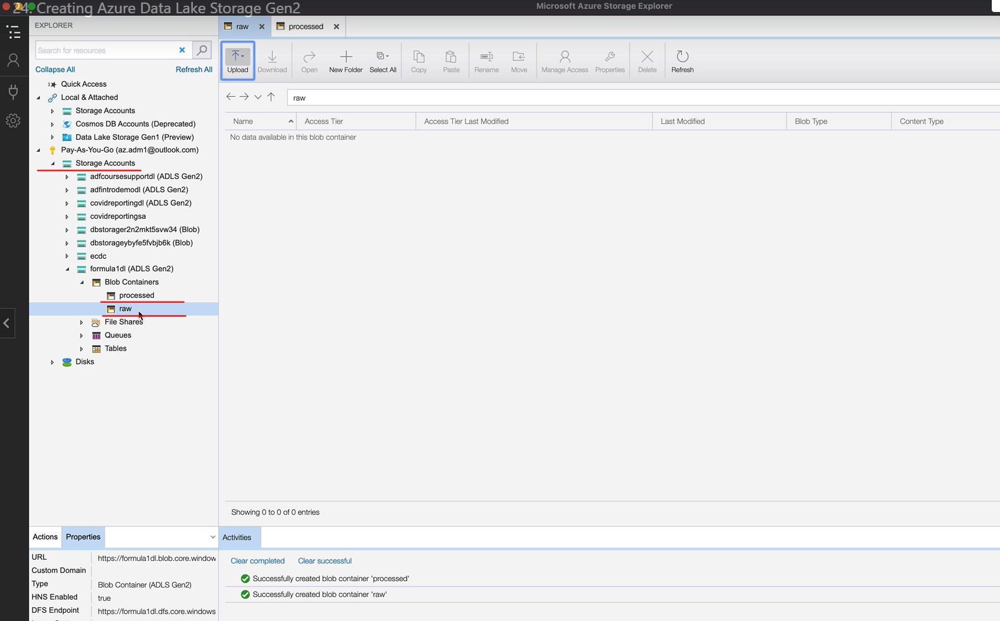 24. Creating Azure Data Lake Storage Gen2
Microsoft Azure Storage Explorer
EXPLORER
Search for resources
Collapse All
Refresh All
Quick Access
Local & Attached
Storage Accounts
Cosmos DB Accounts (Deprecated)
Data Lake Storage Gen1 (Preview)
Pay-As-You-Go (az.adm1@outlook.com)
Storage Accounts
adfcoursesupportdl (ADLS Gen2)
adfintrodemodl (ADLS Gen2)
covidreportingdl (ADLS Gen2)
covidreportingsa
dbstorager2n2mkt5svw34 (Blob)
dbstorageybyfe5fvbjb6k (Blob)
ecdc
formula1dl (ADLS Gen2)
Blob Containers
processed
raw
File Shares
Queues
Tables
Disks
raw
processed
Upload
Download
Open
New Folder
Select All
Copy
Paste
Rename
Move
Manage Access
Properties
Delete
Refresh
raw
Name
Access Tier
Access Tier Last Modified
Last Modified
Blob Type
Content Type
No data available in this blob container
Showing 0 to 0 of 0 entries
Actions
Properties
URL
https://formula1dl.blob.core.window
Custom Domain
Type
Blob Container (ADLS Gen2)
HNS Enabled
true
DFS Endpoint
https://formula1dl.dfs.core.windows
Activities
Clear completed
Clear successful
Successfully created blob container 'processed'
Successfully created blob container 'raw'